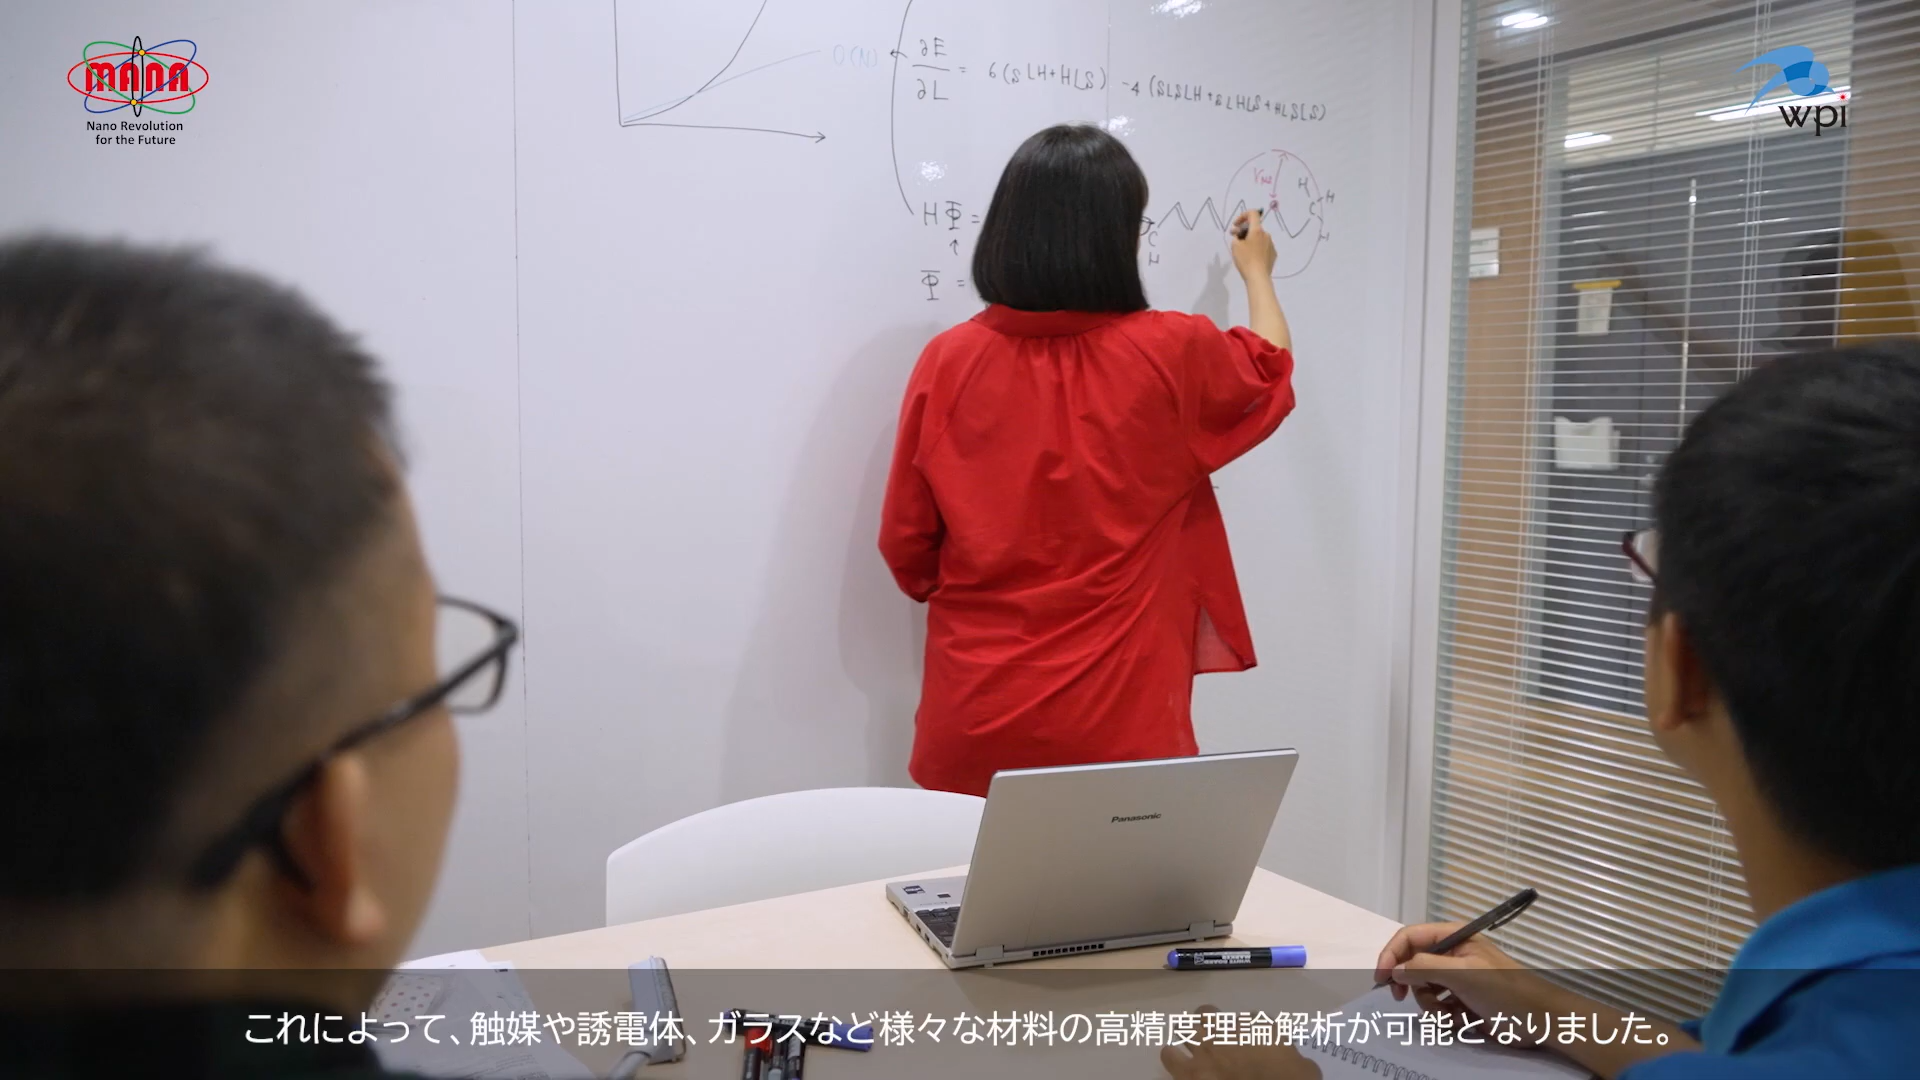 MANA
Nano Revolution
for the Future
wpi
O(N)
∂E
∂L
= 6(SLH+HLS) -4(SLSLH+SLHLS+HLSLS)
rNS
H
H
C
H
HΦ =
C
H
Φ =
Panasonic
これによって、触媒や誘電体、ガラスなど様々な材料の高精度理論解析が可能となりました。